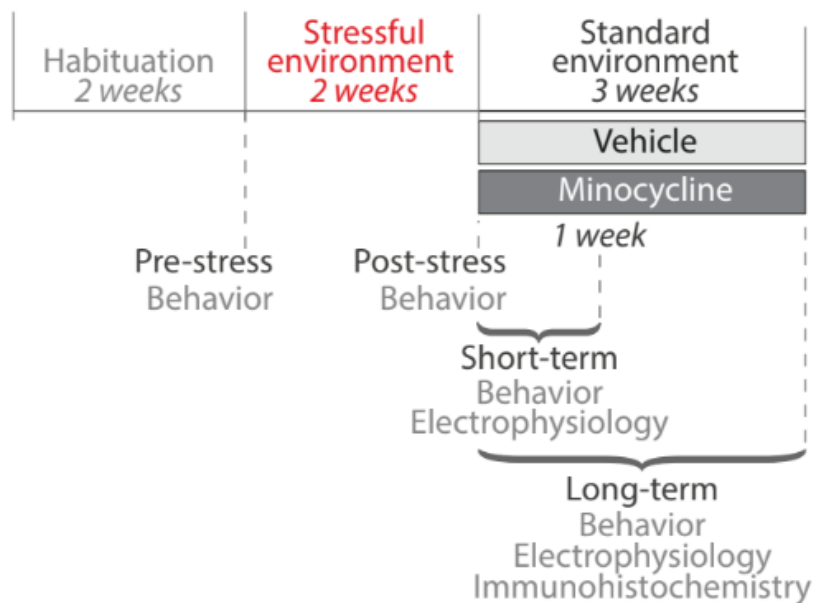 Habituation
2 weeks
Stressful
environment
2 weeks
Standard
environment
3 weeks
Vehicle
Minocycline
1 week
Pre-stress
Behavior
Post-stress
Behavior
Short-term
Behavior
Electrophysiology
Long-term
Behavior
Electrophysiology
Immunohistochemistry